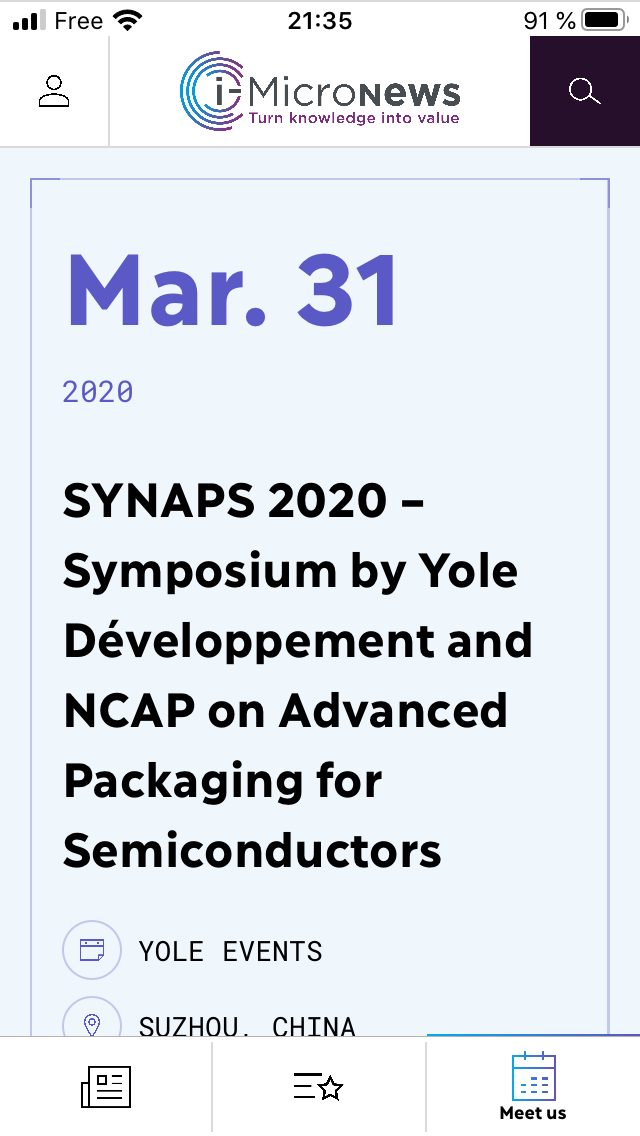 Free 21:35 91 %
i-MicroNEWS
Turn knowledge into value
Mar. 31
2020
SYNAPS 2020 –
Symposium by Yole
Développement and
NCAP on Advanced
Packaging for
Semiconductors
YOLE EVENTS
SUZHOU, CHINA
Meet us